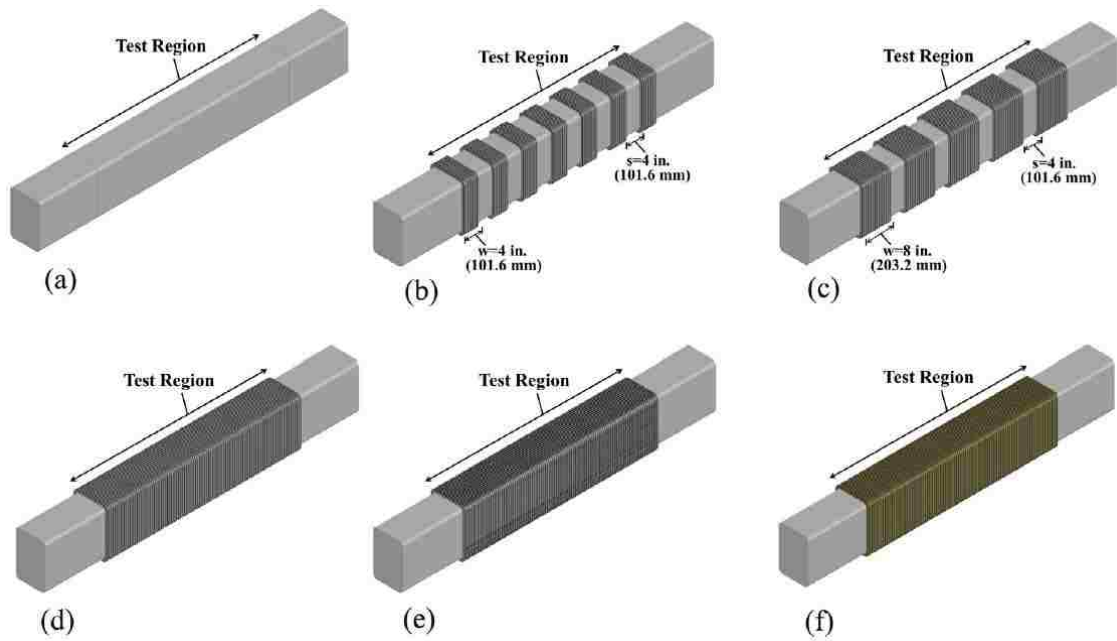 Test Region
(a)
Test Region
s=4 in.
(101.6 mm)
w=4 in.
(101.6 mm)
(b)
Test Region
s=4 in.
(101.6 mm)
w=8 in.
(203.2 mm)
(c)
Test Region
(d)
Test Region
(e)
Test Region
(f)